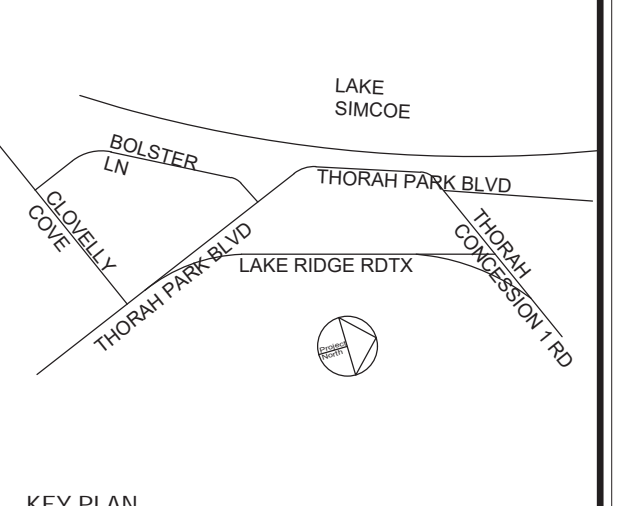 LAKE
SIMCOE
BOLSTER
LN
THORAH PARK BLVD
CLOVELLY
COVE
THORAH PARK BLVD
LAKE RIDGE RDTX
THORAH
CONCESSION 1 RD
Project
North
KEY PLAN